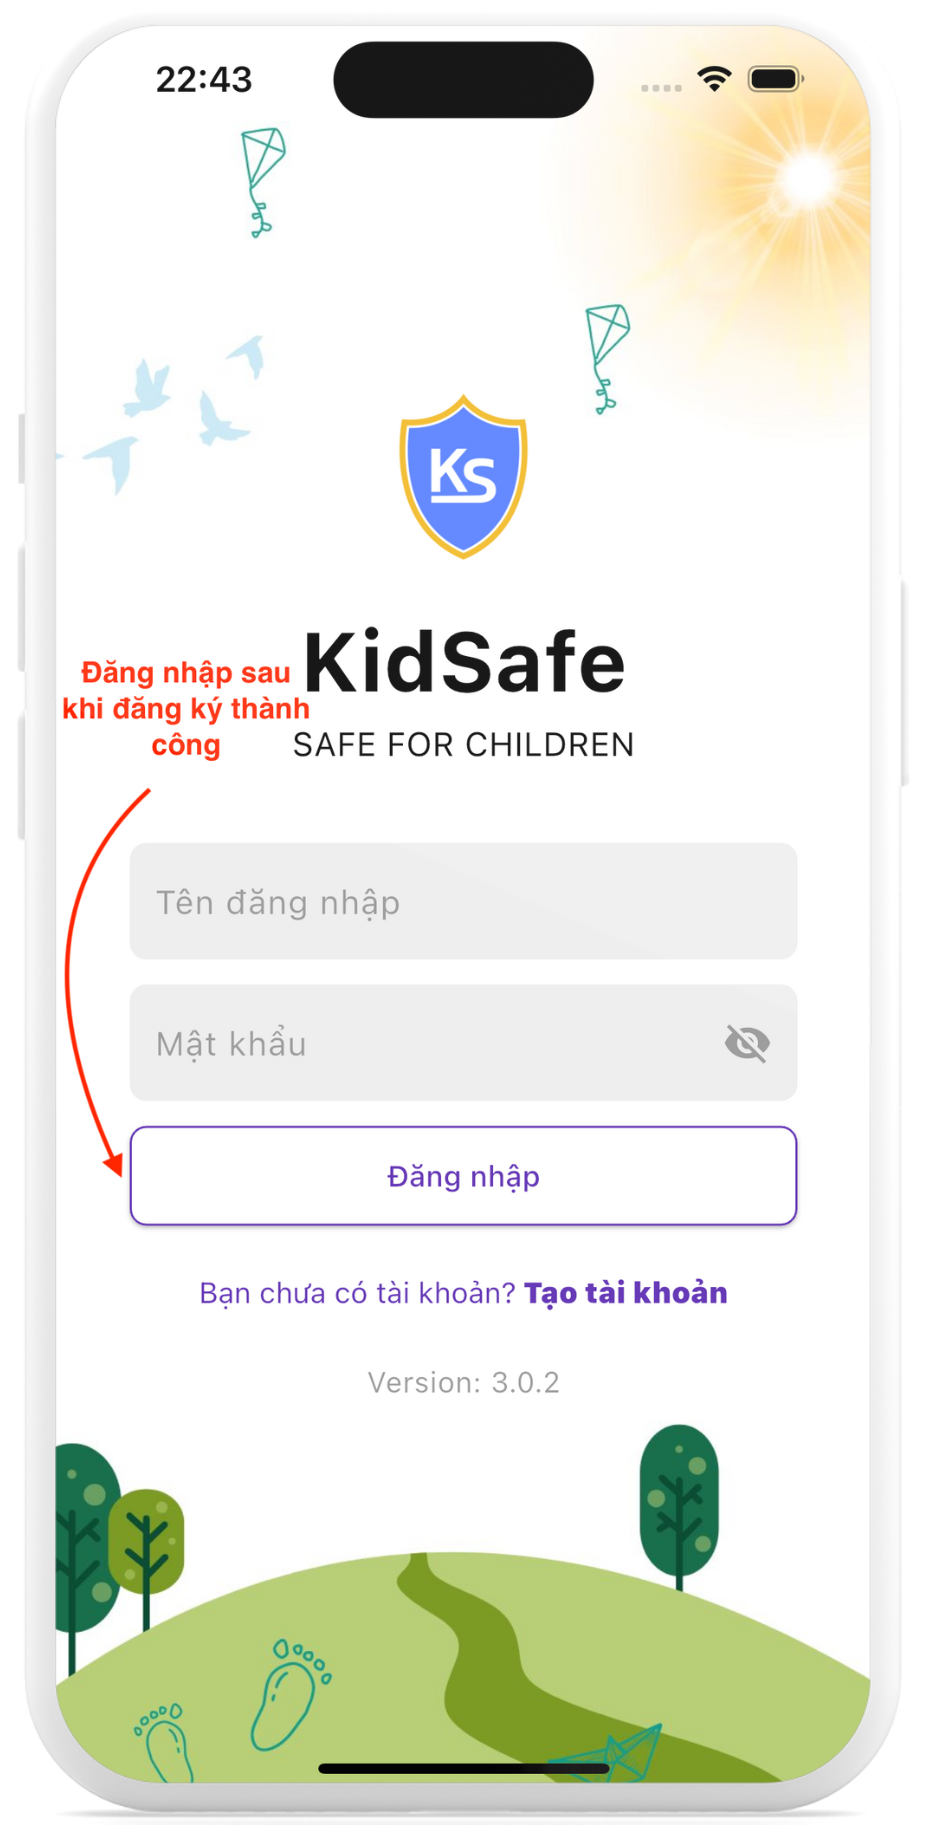 22:43
KS
KidSafe
Đăng nhập sau
khi đăng ký thành
công
SAFE FOR CHILDREN
Tên đăng nhập
Mật khẩu
Đăng nhập
Bạn chưa có tài khoản? Tạo tài khoản
Version: 3.0.2